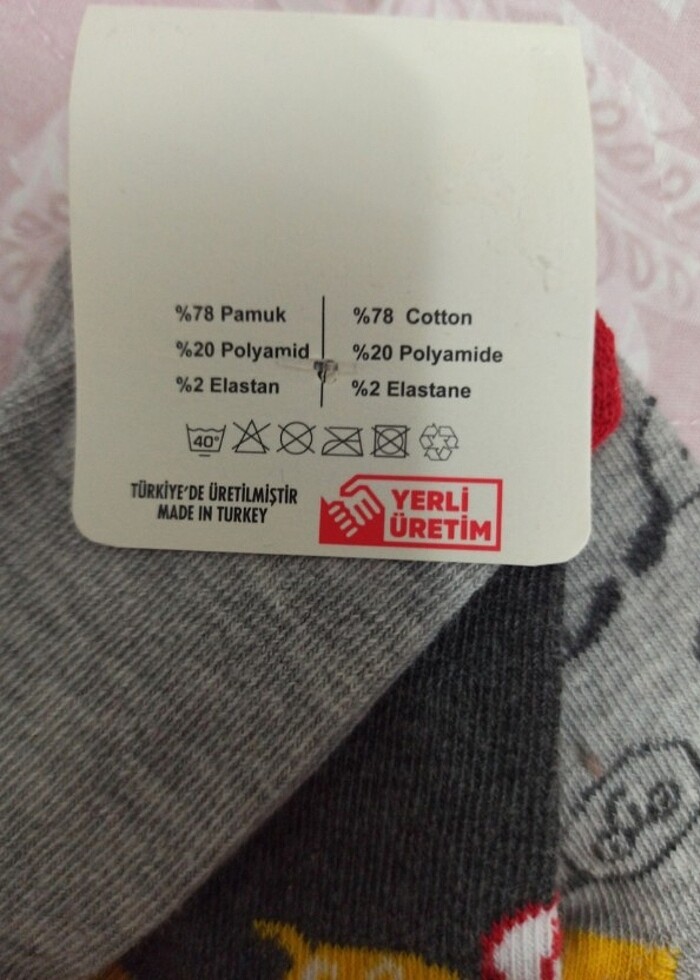 %78 Pamuk
%20 Polyamid
%2 Elastan
%78 Cotton
%20 Polyamide
%2 Elastane
40°
TÜRKİYE'DE ÜRETİLMİŞTİR
MADE IN TURKEY
YERLİ
ÜRETİM